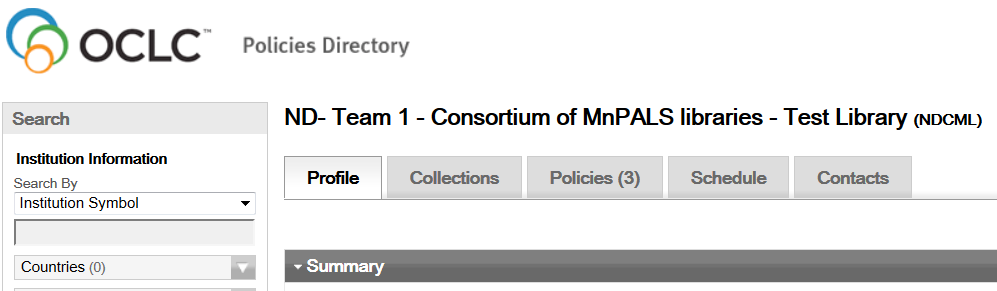 OCLC™ Policies Directory
Search
Institution Information
Search By
Institution Symbol
Countries (0)
ND- Team 1 - Consortium of MnPALS libraries - Test Library (NDCML)
Profile Collections Policies (3) Schedule Contacts
Summary